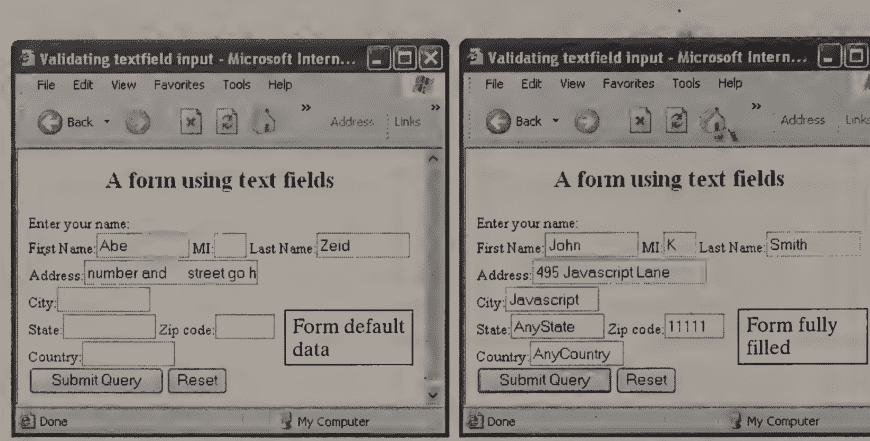 Validating textfield input - Microsoft Intern...
File Edit View Favorites Tools Help
Back » Address Links »
A form using text fields
Enter your name:
First Name: Abe MI: Last Name: Zeid
Address: number and street go h
City:
State: Zip code:
Country:
Form default
data
Submit Query Reset
Done My Computer
Validating textfield input - Microsoft Intern...
File Edit View Favorites Tools Help
Back » Address Links
A form using text fields
Enter your name:
First Name: John MI: K Last Name: Smith
Address: 495 Javascript Lane
City: Javascript
State: AnyState Zip code: 11111
Country: AnyCountry
Form fully
filled
Submit Query Reset
Done My Computer